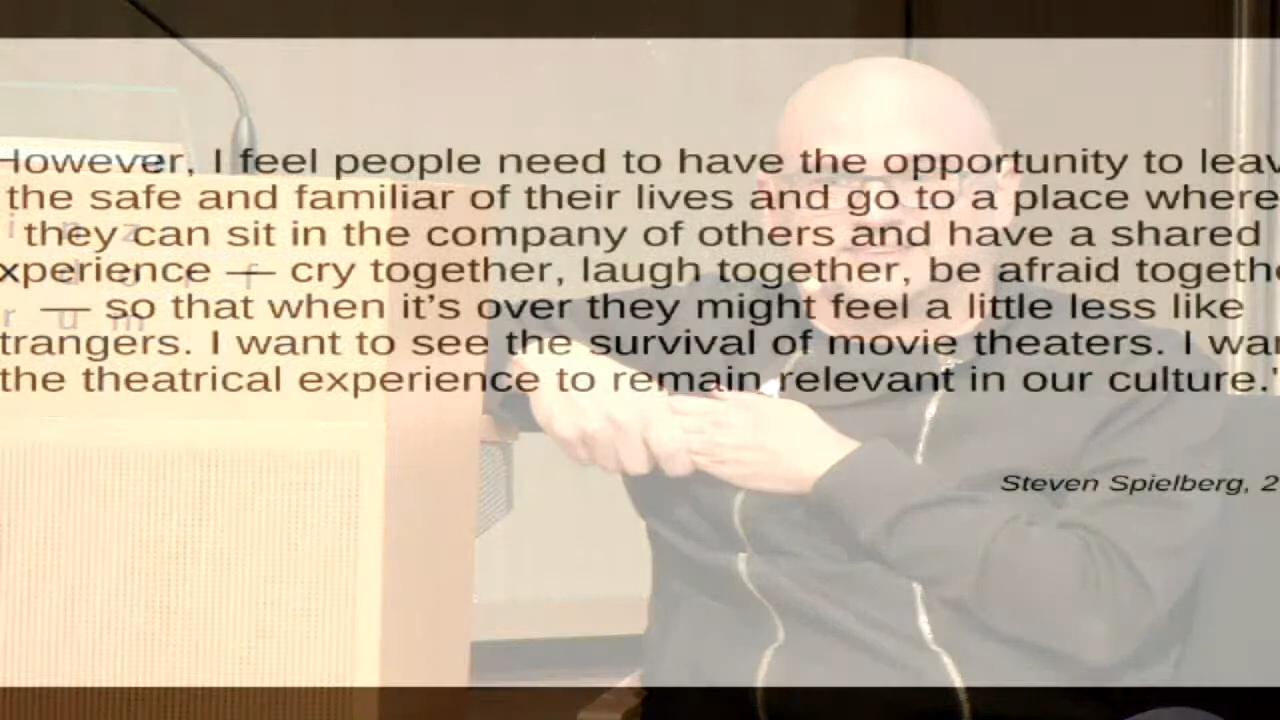 However, I feel people need to have the opportunity to leav
the safe and familiar of their lives and go to a place where
they can sit in the company of others and have a shared
xperience — cry together, laugh together, be afraid togethe
— so that when it's over they might feel a little less like
trangers. I want to see the survival of movie theaters. I wan
the theatrical experience to remain relevant in our culture."
Steven Spielberg, 2
i n z
d o r f
r u m